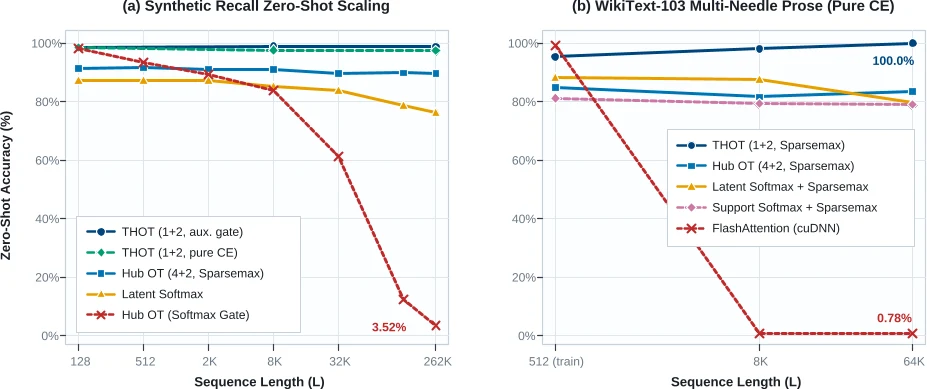 (a) Synthetic Recall Zero-Shot Scaling
Zero-Shot Accuracy (%)
100%
80%
60%
40%
20%
0%
THOT (1+2, aux. gate)
THOT (1+2, pure CE)
Hub OT (4+2, Sparsemax)
Latent Softmax
Hub OT (Softmax Gate)
3.52%
128 512 2K 8K 32K 262K
Sequence Length (L)
(b) WikiText-103 Multi-Needle Prose (Pure CE)
100%
80%
60%
40%
20%
0%
100.0%
THOT (1+2, Sparsemax)
Hub OT (4+2, Sparsemax)
Latent Softmax + Sparsemax
Support Softmax + Sparsemax
FlashAttention (cuDNN)
0.78%
512 (train) 8K 64K
Sequence Length (L)